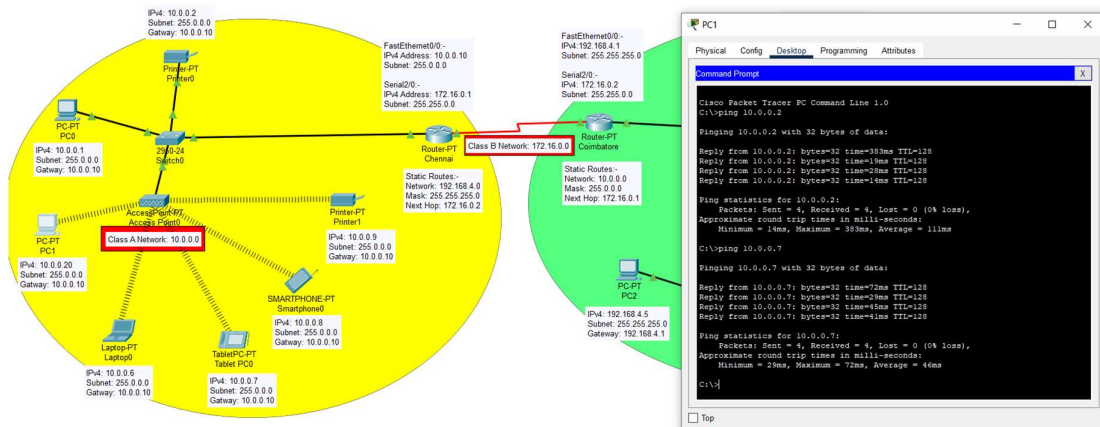 IPv4: 10.0.0.2
Subnet: 255.0.0.0
Gatway: 10.0.0.10
Printer-PT
Printer0
PC-PT
PC0
IPv4: 10.0.0.1
Subnet: 255.0.0.0
Gatway: 10.0.0.10
2950-24
Switch0
FastEthernet0/0:-
IPv4 Address: 10.0.0.10
Subnet: 255.0.0.0
Serial2/0:-
IPv4 Address: 172.16.0.1
Subnet: 255.255.0.0
Router-PT
Chennai
Static Routes:-
Network: 192.168.4.0
Mask: 255.255.255.0
Next Hop: 172.16.0.2
AccessPoint-PT
Access Point0
Class A Network: 10.0.0.0
PC-PT
PC1
IPv4: 10.0.0.20
Subnet: 255.0.0.0
Gatway: 10.0.0.10
Printer-PT
Printer1
IPv4: 10.0.0.9
Subnet: 255.0.0.0
Gatway: 10.0.0.10
SMARTPHONE-PT
Smartphone0
IPv4: 10.0.0.8
Subnet: 255.0.0.0
Gatway: 10.0.0.10
Laptop-PT
Laptop0
IPv4: 10.0.0.6
Subnet: 255.0.0.0
Gatway: 10.0.0.10
TabletPC-PT
Tablet PC0
IPv4: 10.0.0.7
Subnet: 255.0.0.0
Gatway: 10.0.0.10
Class B Network: 172.16.0.0
FastEthernet0/0:-
IPv4:192.168.4.1
Subnet: 255.255.255.0
Serial2/0:-
IPv4: 172.16.0.2
Subnet: 255.255.0.0
Router-PT
Coimbatore
Static Routes:-
Network: 10.0.0.0
Mask: 255.0.0.0
Next Hop: 172.16.0.1
PC-PT
PC2
IPv4: 192.168.4.5
Subnet: 255.255.255.0
Gateway: 192.168.4.1
PC1
Physical Config Desktop Programming Attributes
Command Prompt X
Cisco Packet Tracer PC Command Line 1.0
C:\>ping 10.0.0.2
Pinging 10.0.0.2 with 32 bytes of data:
Reply from 10.0.0.2: bytes=32 time=383ms TTL=128
Reply from 10.0.0.2: bytes=32 time=19ms TTL=128
Reply from 10.0.0.2: bytes=32 time=28ms TTL=128
Reply from 10.0.0.2: bytes=32 time=14ms TTL=128
Ping statistics for 10.0.0.2:
Packets: Sent = 4, Received = 4, Lost = 0 (0% loss),
Approximate round trip times in milli-seconds:
Minimum = 14ms, Maximum = 383ms, Average = 111ms
C:\>ping 10.0.0.7
Pinging 10.0.0.7 with 32 bytes of data:
Reply from 10.0.0.7: bytes=32 time=72ms TTL=128
Reply from 10.0.0.7: bytes=32 time=29ms TTL=128
Reply from 10.0.0.7: bytes=32 time=45ms TTL=128
Reply from 10.0.0.7: bytes=32 time=41ms TTL=128
Ping statistics for 10.0.0.7:
Packets: Sent = 4, Received = 4, Lost = 0 (0% loss),
Approximate round trip times in milli-seconds:
Minimum = 29ms, Maximum = 72ms, Average = 46ms
C:\>
Top